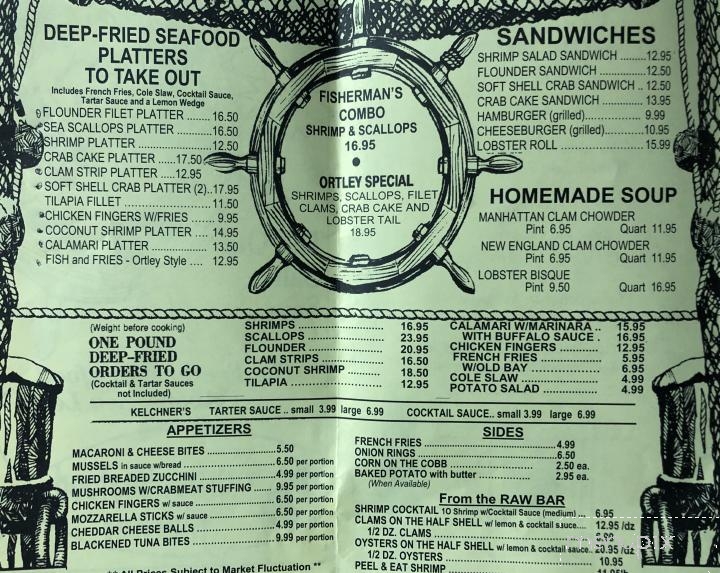 DEEP-FRIED SEAFOOD
PLATTERS
TO TAKE OUT
Includes French Fries, Cole Slaw, Cocktail Sauce,
Tartar Sauce and a Lemon Wedge
FLOUNDER FILET PLATTER ...... 16.50
SEA SCALLOPS PLATTER ........ 16.50
SHRIMP PLATTER ................... 12.50
CRAB CAKE PLATTER .....17.50
CLAM STRIP PLATTER ...12.95
SOFT SHELL CRAB PLATTER (2)..17.95
TILAPIA FILLET ........................ 11.50
CHICKEN FINGERS W/FRIES ... 9.95
COCONUT SHRIMP PLATTER ... 14.95
CALAMARI PLATTER ............... 13.50
FISH and FRIES - Ortley Style .... 12.95
FISHERMAN'S
COMBO
SHRIMP & SCALLOPS
16.95
ORTLEY SPECIAL
SHRIMPS, SCALLOPS, FILET
CLAMS, CRAB CAKE AND
LOBSTER TAIL
18.95
SANDWICHES
SHRIMP SALAD SANDWICH ........12.95
FLOUNDER SANDWICH ............. 12.50
SOFT SHELL CRAB SANDWICH .. 12.50
CRAB CAKE SANDWICH ............ 13.95
HAMBURGER (grilled)................. 9.99
CHEESEBURGER (grilled)...........10.95
LOBSTER ROLL ........................ 15.99
HOMEMADE SOUP
MANHATTAN CLAM CHOWDER
Pint 6.95 Quart 11.95
NEW ENGLAND CLAM CHOWDER
Pint 6.95 Quart 11.95
LOBSTER BISQUE
Pint 9.50 Quart 16.95
(Weight before cooking)
ONE POUND
DEEP-FRIED
ORDERS TO GO
(Cocktail & Tartar Sauces
not Included)
SHRIMPS ............................. 16.95
SCALLOPS .......................... 23.95
FLOUNDER .......................... 20.95
CLAM STRIPS ..................... 16.50
COCONUT SHRIMP ............. 18.50
TILAPIA ............................... 12.95
CALAMARI W/MARINARA .. 15.95
WITH BUFFALO SAUCE . 16.95
CHICKEN FINGERS ............ 12.95
FRENCH FRIES .................. 5.95
W/OLD BAY .................... 6.95
COLE SLAW ....................... 4.99
POTATO SALAD ................. 4.99
KELCHNER'S TARTER SAUCE .. small 3.99 large 6.99 COCKTAIL SAUCE.. small 3.99 large 6.99
APPETIZERS
MACARONI & CHEESE BITES ....................5.50
MUSSELS in sauce w/bread ........................ 6.50 per portion
FRIED BREADED ZUCCHINI .................... 4.99 per portion
MUSHROOMS W/CRABMEAT STUFFING .... 9.95 per portion
CHICKEN FINGERS w/ sauce .................... 6.50 per portion
MOZZARELLA STICKS w/ sauce ............... 6.50 per portion
CHEDDAR CHEESE BALLS ..................... 4.99 per portion
BLACKENED TUNA BITES ...................... 9.99 per portion
** All Prices Subject to Market Fluctuation **
SIDES
FRENCH FRIES ................................4.99
ONION RINGS ..................................6.50
CORN ON THE COBB ........................ 2.50 ea.
BAKED POTATO with butter .............. 2.95 ea.
(When Available)
From the RAW BAR
SHRIMP COCKTAIL 10 Shrimp w/Cocktail Sauce (medium) ... 6.95
CLAMS ON THE HALF SHELL w/ lemon & cocktail sauce.... 12.95 /dz
1/2 DZ. CLAMS
OYSTERS ON THE HALF SHELL w/ lemon & cocktail sauce. /dz
1/2 DZ. OYSTERS ......................... 10.95
PEEL & EAT SHRIMP